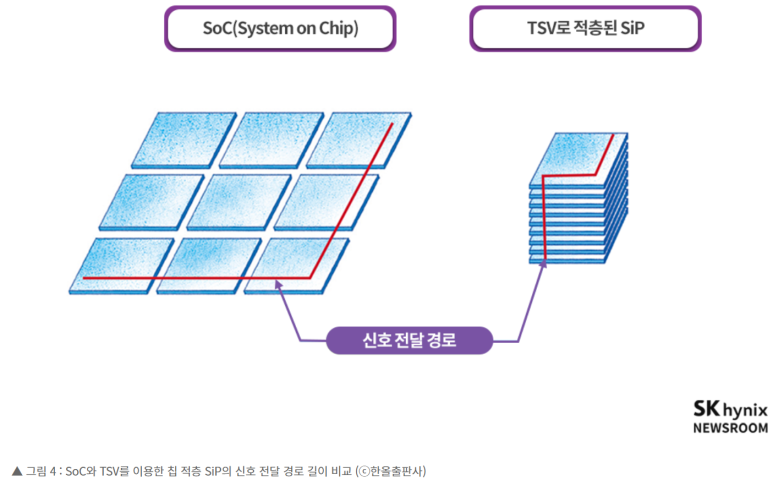 SoC(System on Chip)
TSV로 적층된 SiP
신호 전달 경로
SK hynix
NEWSROOM
▲ 그림 4 : SoC와 TSV를 이용한 칩 적층 SiP의 신호 전달 경로 길이 비교 (ⓒ한올출판사)